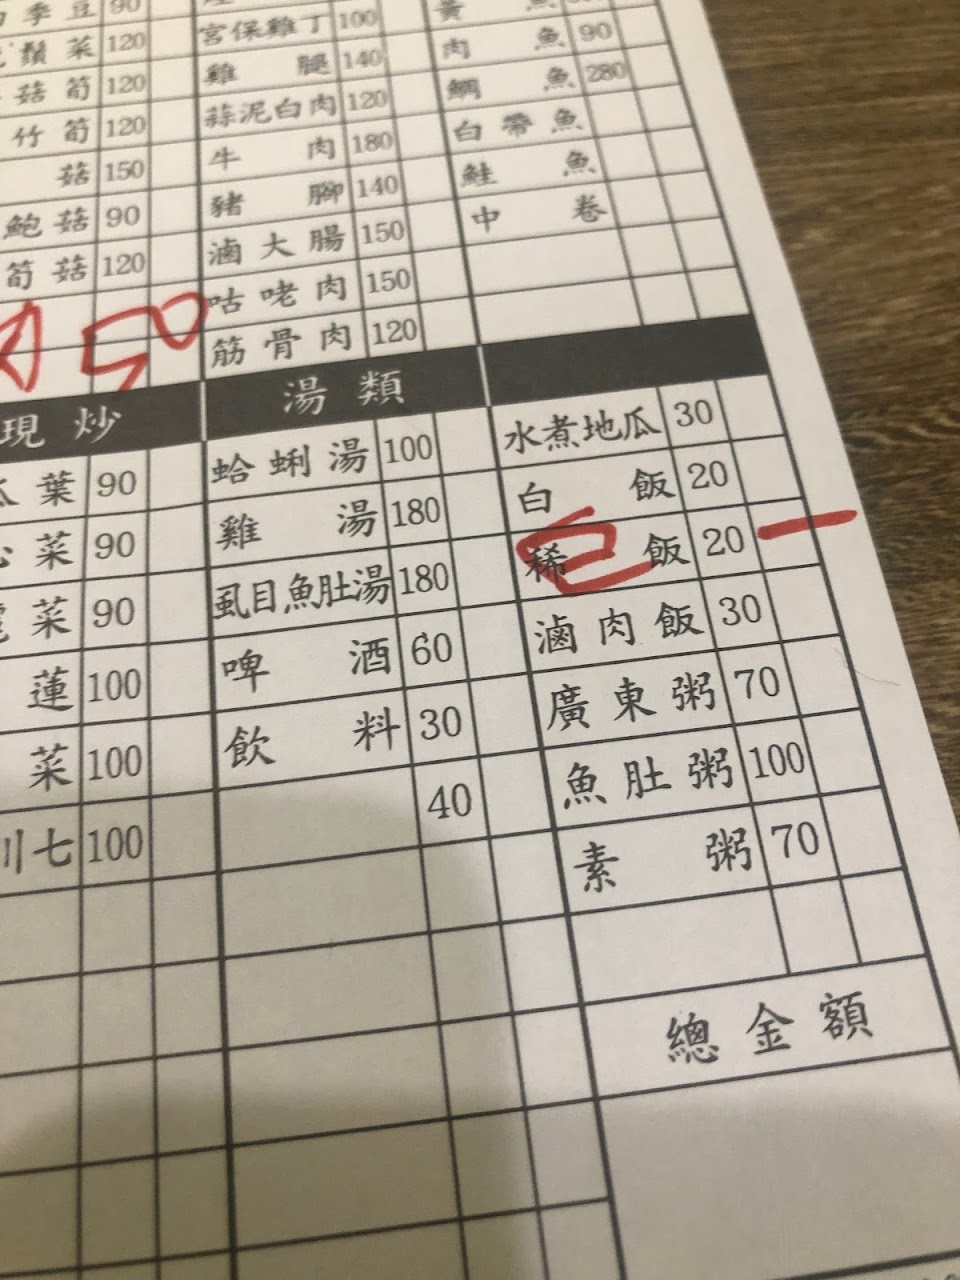 季豆 90
鬚菜 120
菇筍 120
竹筍 120
菇 150
鮑菇 90
筍菇 120
50
宮保雞丁 100
雞腿 140
蒜泥白肉 120
牛肉 180
豬腳 140
滷大腸 150
咕咾肉 150
筋骨肉 120
肉魚 90
鯛魚 280
白帶魚
鮭魚
中卷
現炒
葉 90
菜 90
菜 90
蓮 100
菜 100
川七 100
湯類
蛤蜊湯 100
雞湯 180
虱目魚肚湯 180
啤酒 60
飲料 30
40
水煮地瓜 30
白飯 20
稀飯 20
滷肉飯 30
廣東粥 70
魚肚粥 100
素粥 70
總金額